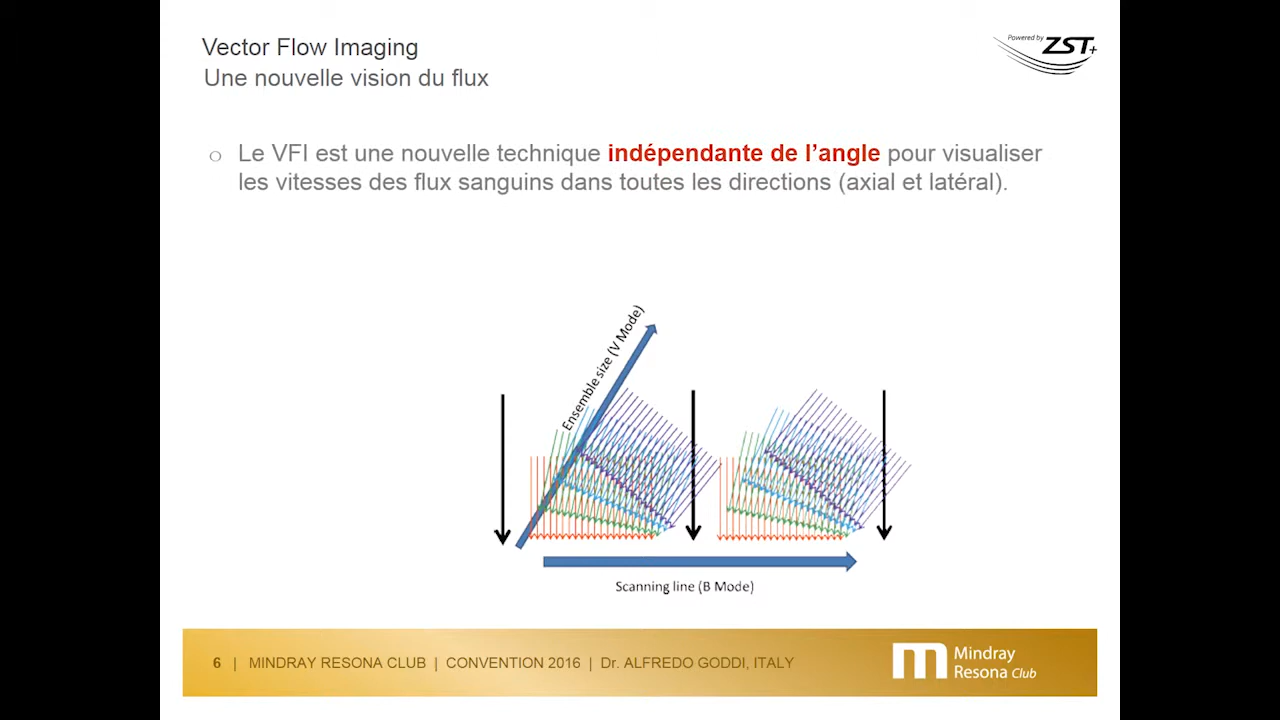 Vector Flow Imaging
Une nouvelle vision du flux
Powered by ZST+
Le VFI est une nouvelle technique indépendante de l’angle pour visualiser
les vitesses des flux sanguins dans toutes les directions (axial et latéral).
Ensemble size (V Mode)
Scanning line (B Mode)
6 | MINDRAY RESONA CLUB | CONVENTION 2016 | Dr. ALFREDO GODDI, ITALY
Mindray
Resona Club